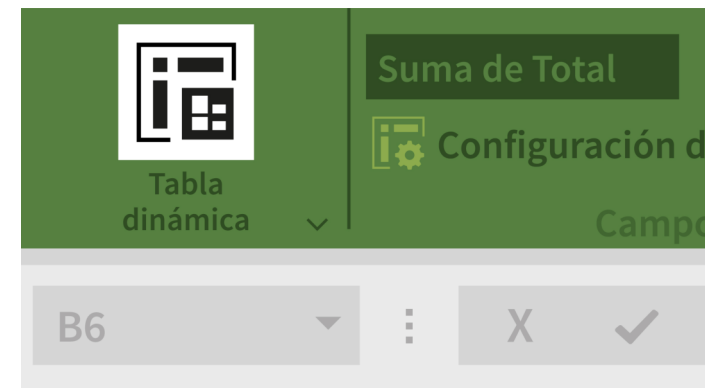 Suma de Total
Configuración d
Tabla
dinámica
Campo
B6
X